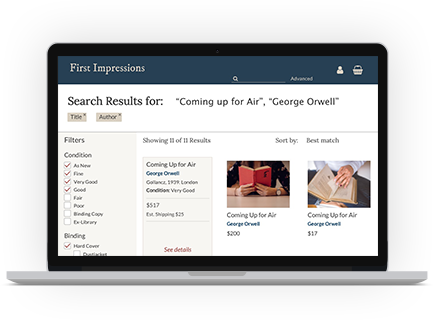 First Impressions
Advanced
Search Results for: "Coming up for Air", "George Orwell"
Title x
Author x
Filters
Showing 11 of 11 Results
Sort by: Best match
Condition
As New
Fine
Very Good
Good
Fair
Poor
Binding Copy
Ex-Library
Binding
Hard Cover
Dustjacket
Coming Up for Air
George Orwell
Gollancz, 1939, London
Condition: Very Good
$517
Est. Shipping $25
See details
Coming Up for Air
George Orwell
$200
Coming Up for Air
George Orwell
$17